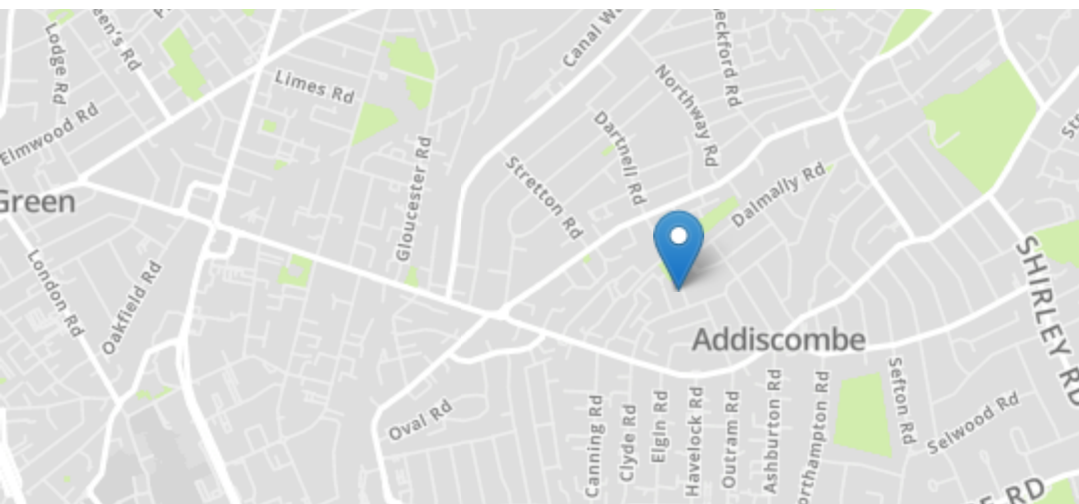 Lodge Rd
een's Rd
Limes Rd
Canal W
eckford Rd
Northway Rd
Elmwood Rd
Dartnell Rd
Gloucester Rd
Stretton Rd
Dalmally Rd
Green
London Rd
Oakfield Rd
SHIRLEY RD
Addiscombe
Oval Rd
Canning Rd
Clyde Rd
Elgin Rd
Havelock Rd
Outram Rd
Ashburton Rd
orthampton Rd
Sefton Rd
Selwood Rd
RD